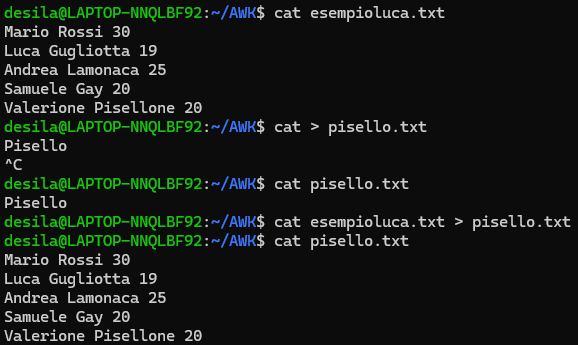 desila@LAPTOP-NNQLBF92:~/AWK$ cat esempioluca.txt
Mario Rossi 30
Luca Gugliotta 19
Andrea Lamonaca 25
Samuele Gay 20
Valerione Pisellone 20
desila@LAPTOP-NNQLBF92:~/AWK$ cat > pisello.txt
Pisello
^C
desila@LAPTOP-NNQLBF92:~/AWK$ cat pisello.txt
Pisello
desila@LAPTOP-NNQLBF92:~/AWK$ cat esempioluca.txt > pisello.txt
desila@LAPTOP-NNQLBF92:~/AWK$ cat pisello.txt
Mario Rossi 30
Luca Gugliotta 19
Andrea Lamonaca 25
Samuele Gay 20
Valerione Pisellone 20